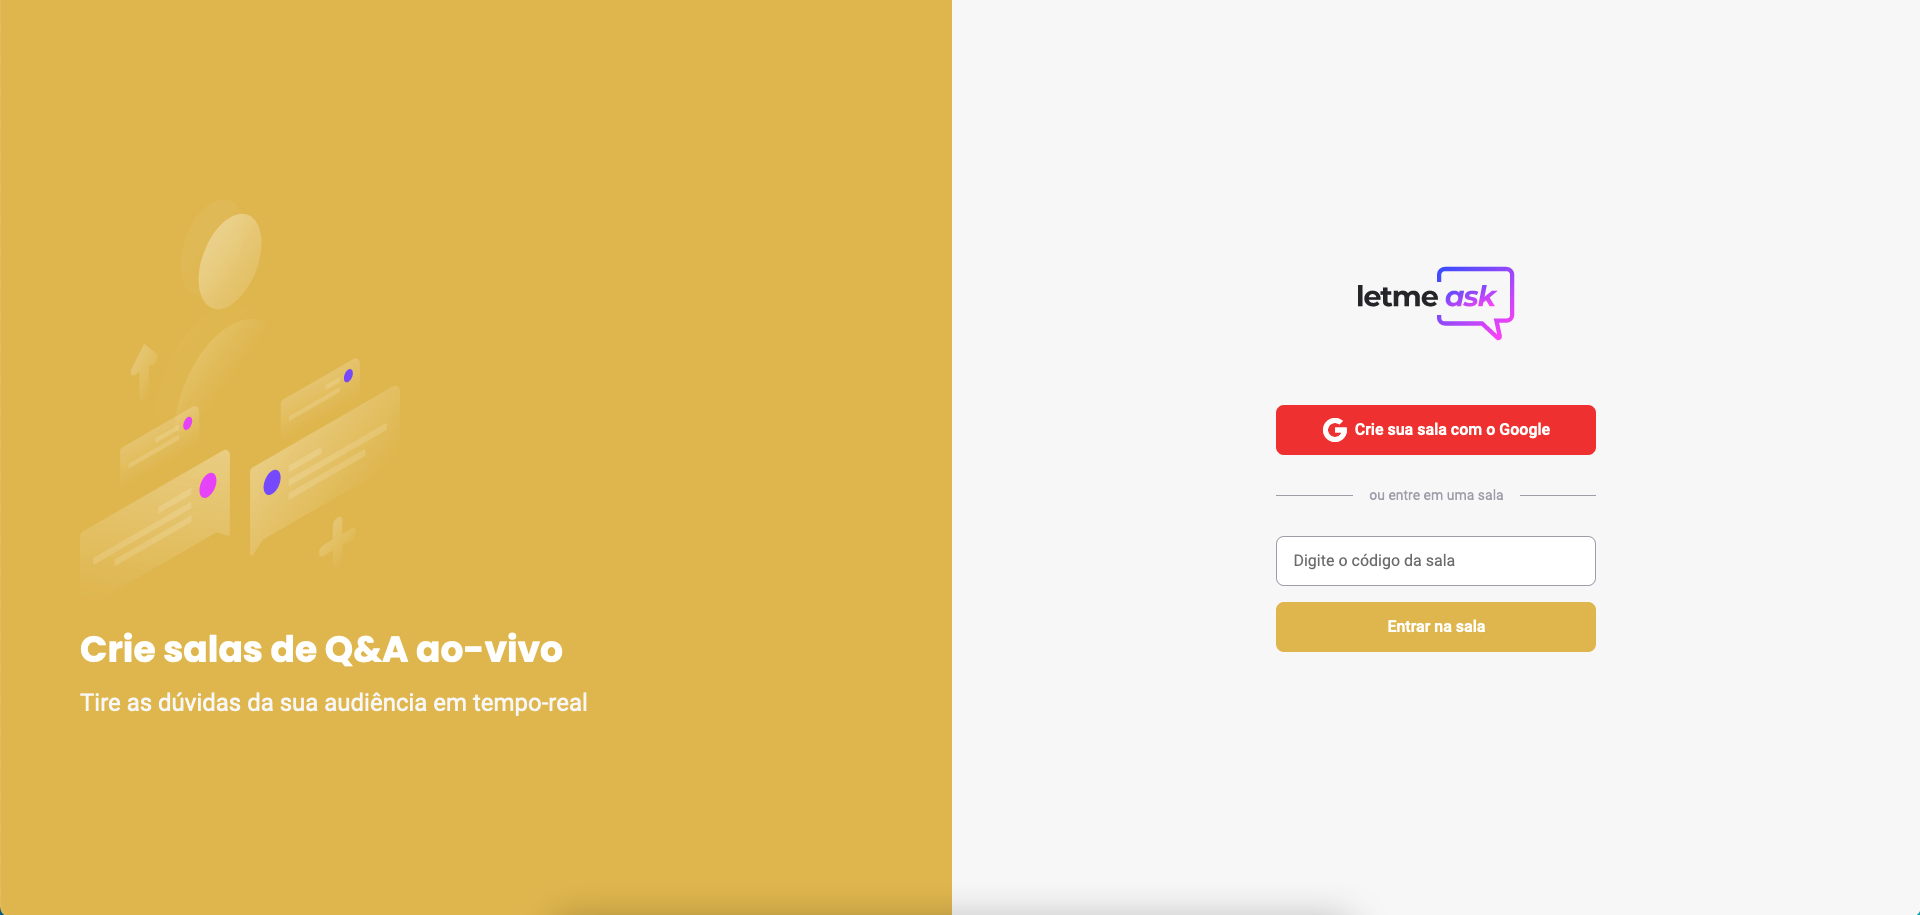 Crie salas de Q&A ao-vivo
Tire as dúvidas da sua audiência em tempo-real
letme ask
Crie sua sala com o Google
ou entre em uma sala
Digite o código da sala
Entrar na sala